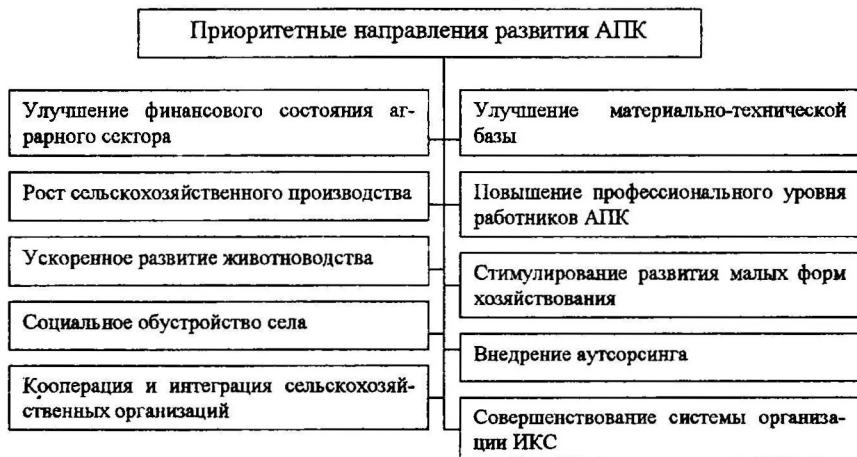 Приоритетные направления развития АПК
Улучшение финансового состояния аг-
рарного сектора
Рост сельскохозяйственного производства
Ускоренное развитие животноводства
Социальное обустройство села
Кооперация и интеграция сельскохозяй-
ственных организаций
Улучшение материально-технической
базы
Повышение профессионального уровня
работников АПК
Стимулирование развития малых форм
хозяйствования
Внедрение аутсорсинга
Совершенствование системы организа-
ции ИКС